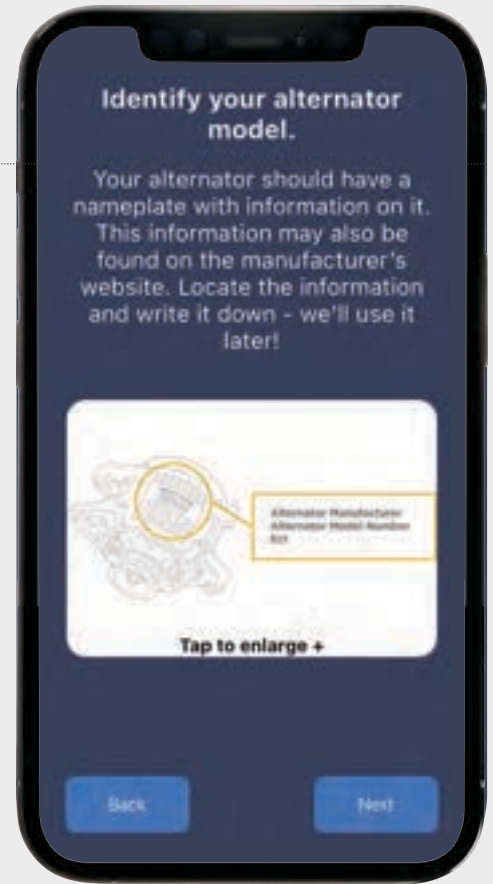 Identify your alternator
model.
Your alternator should have a
nameplate with information on it.
This information may also be
found on the manufacturer's
website. Locate the information
and write it down - we'll use it
later!
Alternator Manufacturer
Alternator Model Number
Tap to enlarge +
Back
Next